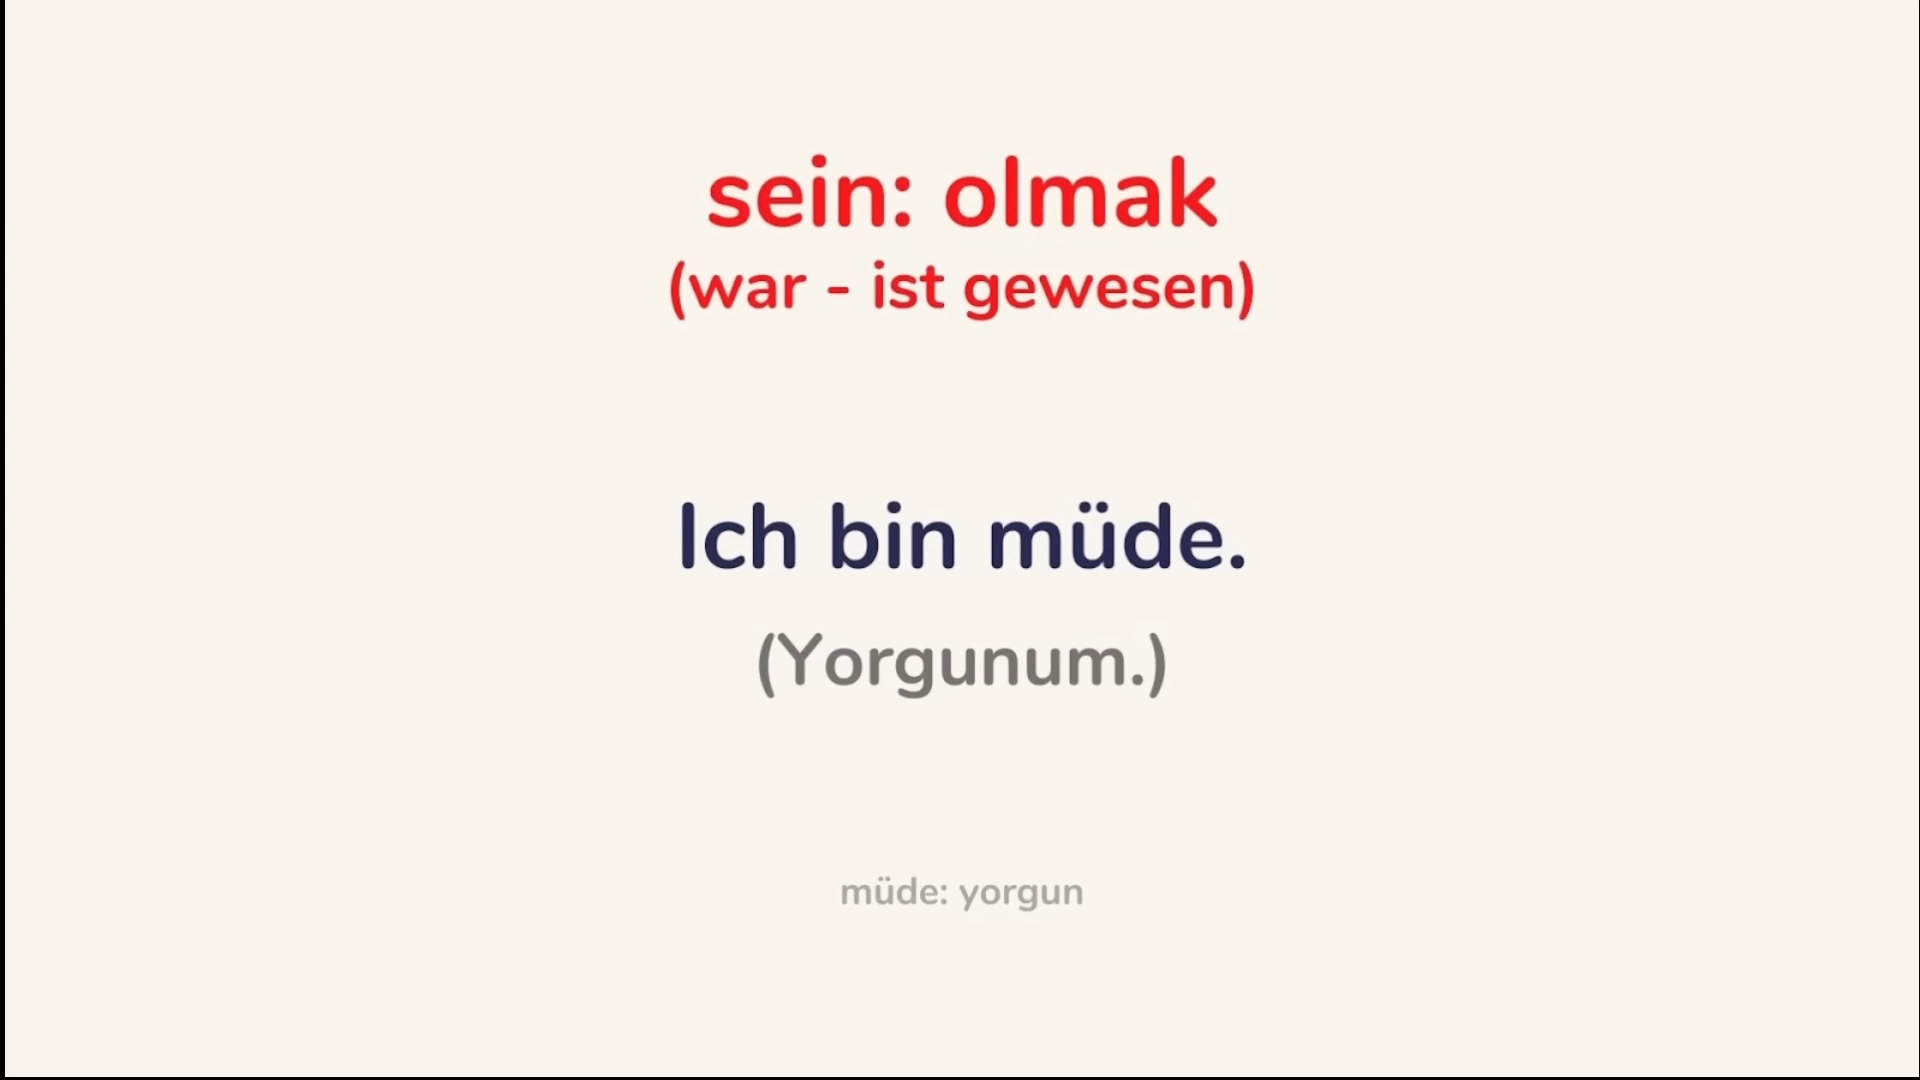 sein: olmak
(war - ist gewesen)
Ich bin müde.
(Yorgunum.)
müde: yorgun